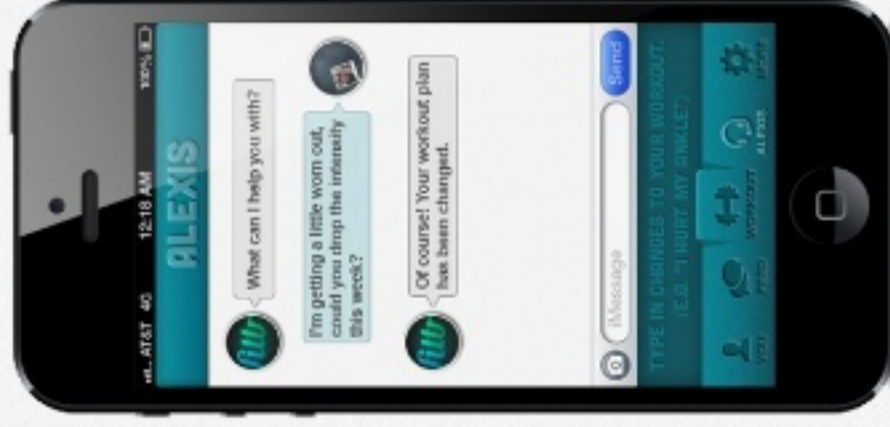 AT&T 4G 12:18 AM 100%
ALEXIS
What can I help you with?
I'm getting a little worn out,
could you drop the intensity
this week?
Of course! Your workout plan
has been changed.
iMessage
Send
TYPE IN CHANGES TO YOUR WORKOUT.
(E.G. "I HURT MY ANKLE")
YOU
FEED
WORKOUT
ALEXIS
MORE